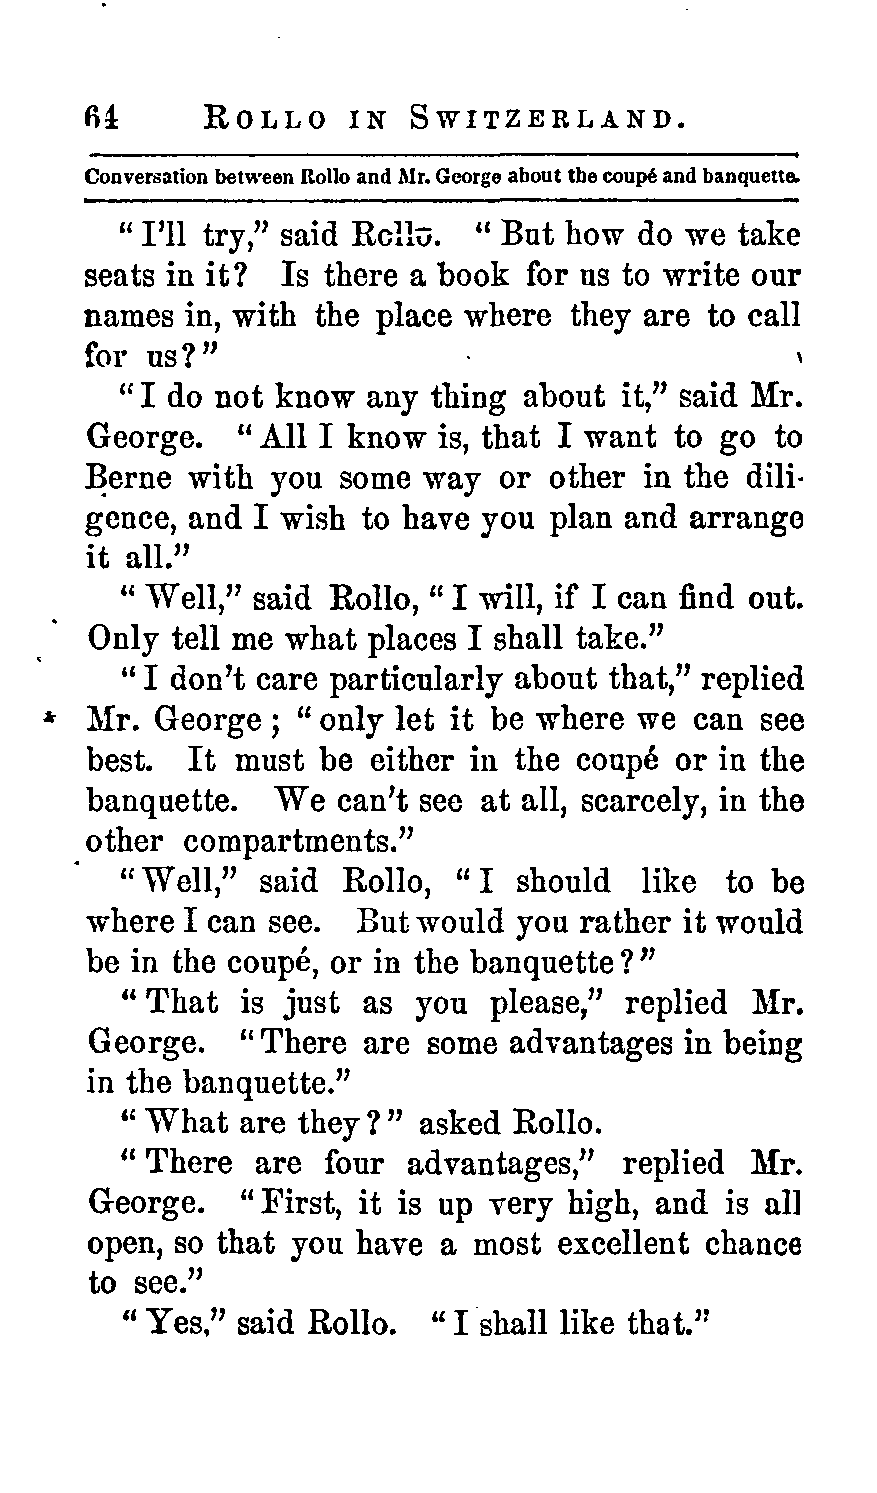 64 ROLLO IN SWITZERLAND.
Conversation between Rollo and Mr. George about the coupé and banquette.
“I’ll try,” said Rollo. “But how do we take
seats in it? Is there a book for us to write our
names in, with the place where they are to call
for us?”
“I do not know any thing about it,” said Mr.
George. “All I know is, that I want to go to
Berne with you some way or other in the dili-
gence, and I wish to have you plan and arrange
it all.”
“Well,” said Rollo, “I will, if I can find out.
Only tell me what places I shall take.”
“I don’t care particularly about that,” replied
Mr. George; “only let it be where we can see
best. It must be either in the coupé or in the
banquette. We can’t see at all, scarcely, in the
other compartments.”
“Well,” said Rollo, “I should like to be
where I can see. But would you rather it would
be in the coupé, or in the banquette?”
“That is just as you please,” replied Mr.
George. “There are some advantages in being
in the banquette.”
“What are they?” asked Rollo.
“There are four advantages,” replied Mr.
George. “First, it is up very high, and is all
open, so that you have a most excellent chance
to see.”
“Yes,” said Rollo. “I shall like that.”